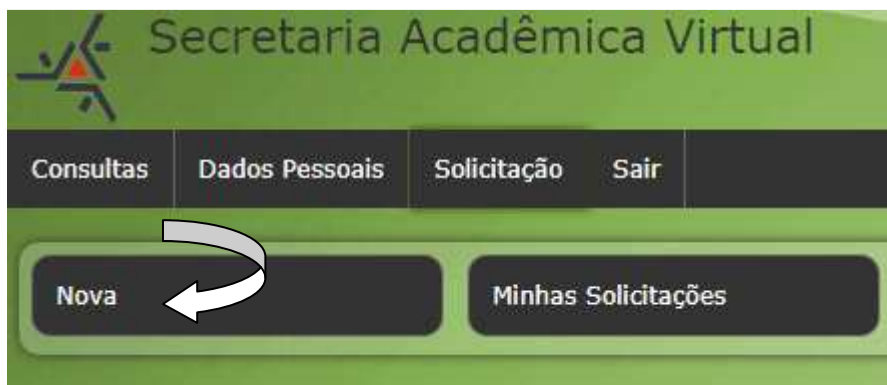 Secretaria Acadêmica Virtual
Consultas Dados Pessoais Solicitação Sair
Nova Minhas Solicitações